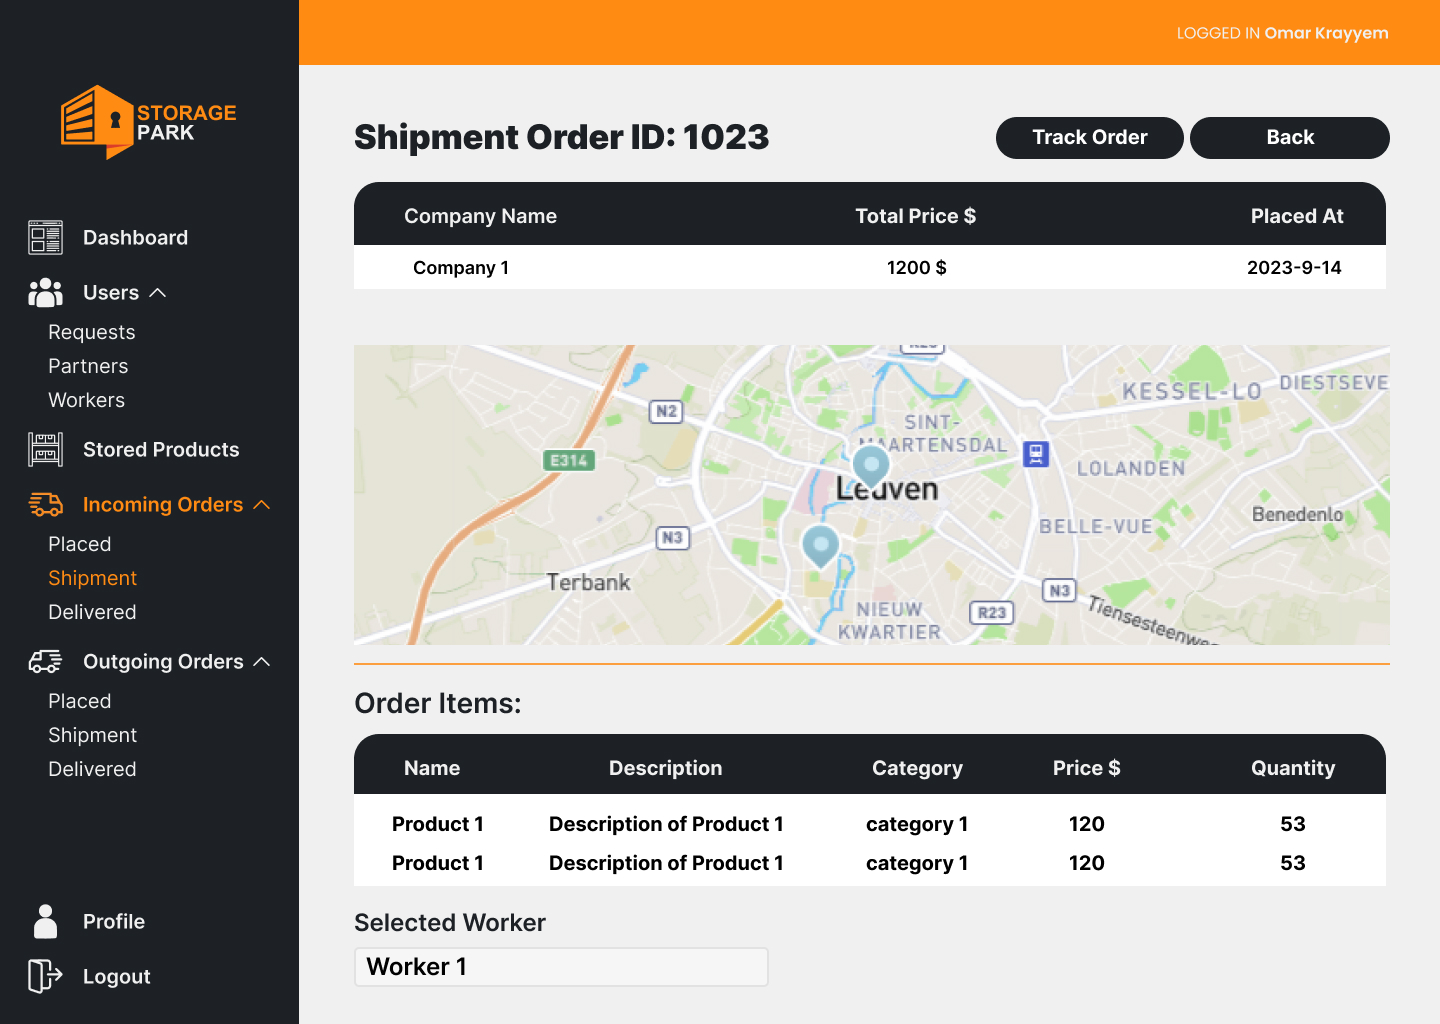 LOGGED IN Omar Krayyem
STORAGE
PARK
Dashboard
Users
Requests
Partners
Workers
Stored Products
Incoming Orders
Placed
Shipment
Delivered
Outgoing Orders
Placed
Shipment
Delivered
Profile
Logout
Shipment Order ID: 1023
Track Order
Back
Company Name Total Price $ Placed At
Company 1 1200 $ 2023-9-14
KESSEL-LO
DIESTSEVE
N2
SINT-
MAARTENSDAL
E314
LOLANDEN
Leuven
Benedenlo
BELLE-VUE
N3
Terbank
N3
NIEUW
KWARTIER
R23
Order Items:
Name Description Category Price $ Quantity
Product 1 Description of Product 1 category 1 120 53
Product 1 Description of Product 1 category 1 120 53
Selected Worker
Worker 1